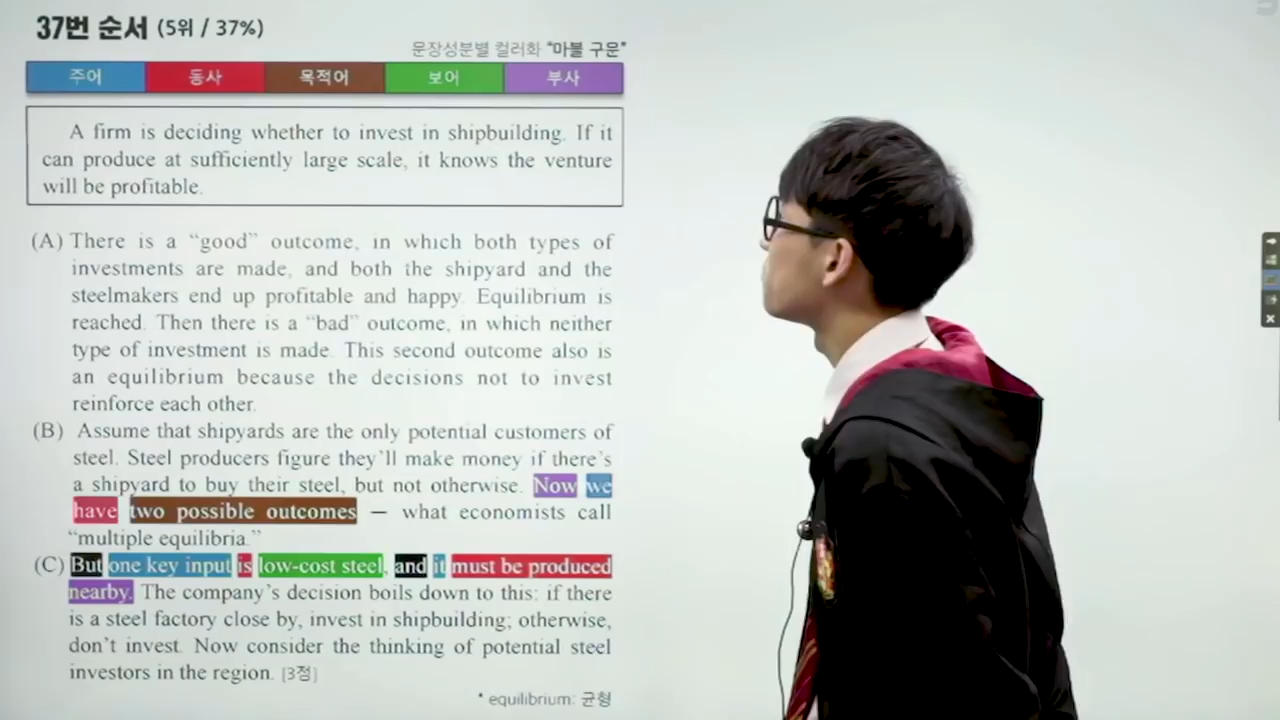 37번 순서 (5위 / 37%)
문장성분별 컬러화 "마불 구문"
주어 동사 목적어 보어 부사
A firm is deciding whether to invest in shipbuilding. If it
can produce at sufficiently large scale, it knows the venture
will be profitable.
(A) There is a “good” outcome, in which both types of
investments are made, and both the shipyard and the
steelmakers end up profitable and happy. Equilibrium is
reached. Then there is a “bad” outcome, in which neither
type of investment is made. This second outcome also is
an equilibrium because the decisions not to invest
reinforce each other.
(B) Assume that shipyards are the only potential customers of
steel. Steel producers figure they’ll make money if there’s
a shipyard to buy their steel, but not otherwise. Now we
have two possible outcomes — what economists call
“multiple equilibria.”
(C) But one key input is low-cost steel, and it must be produced
nearby. The company’s decision boils down to this: if there
is a steel factory close by, invest in shipbuilding; otherwise,
don’t invest. Now consider the thinking of potential steel
investors in the region. [3점]
* equilibrium: 균형